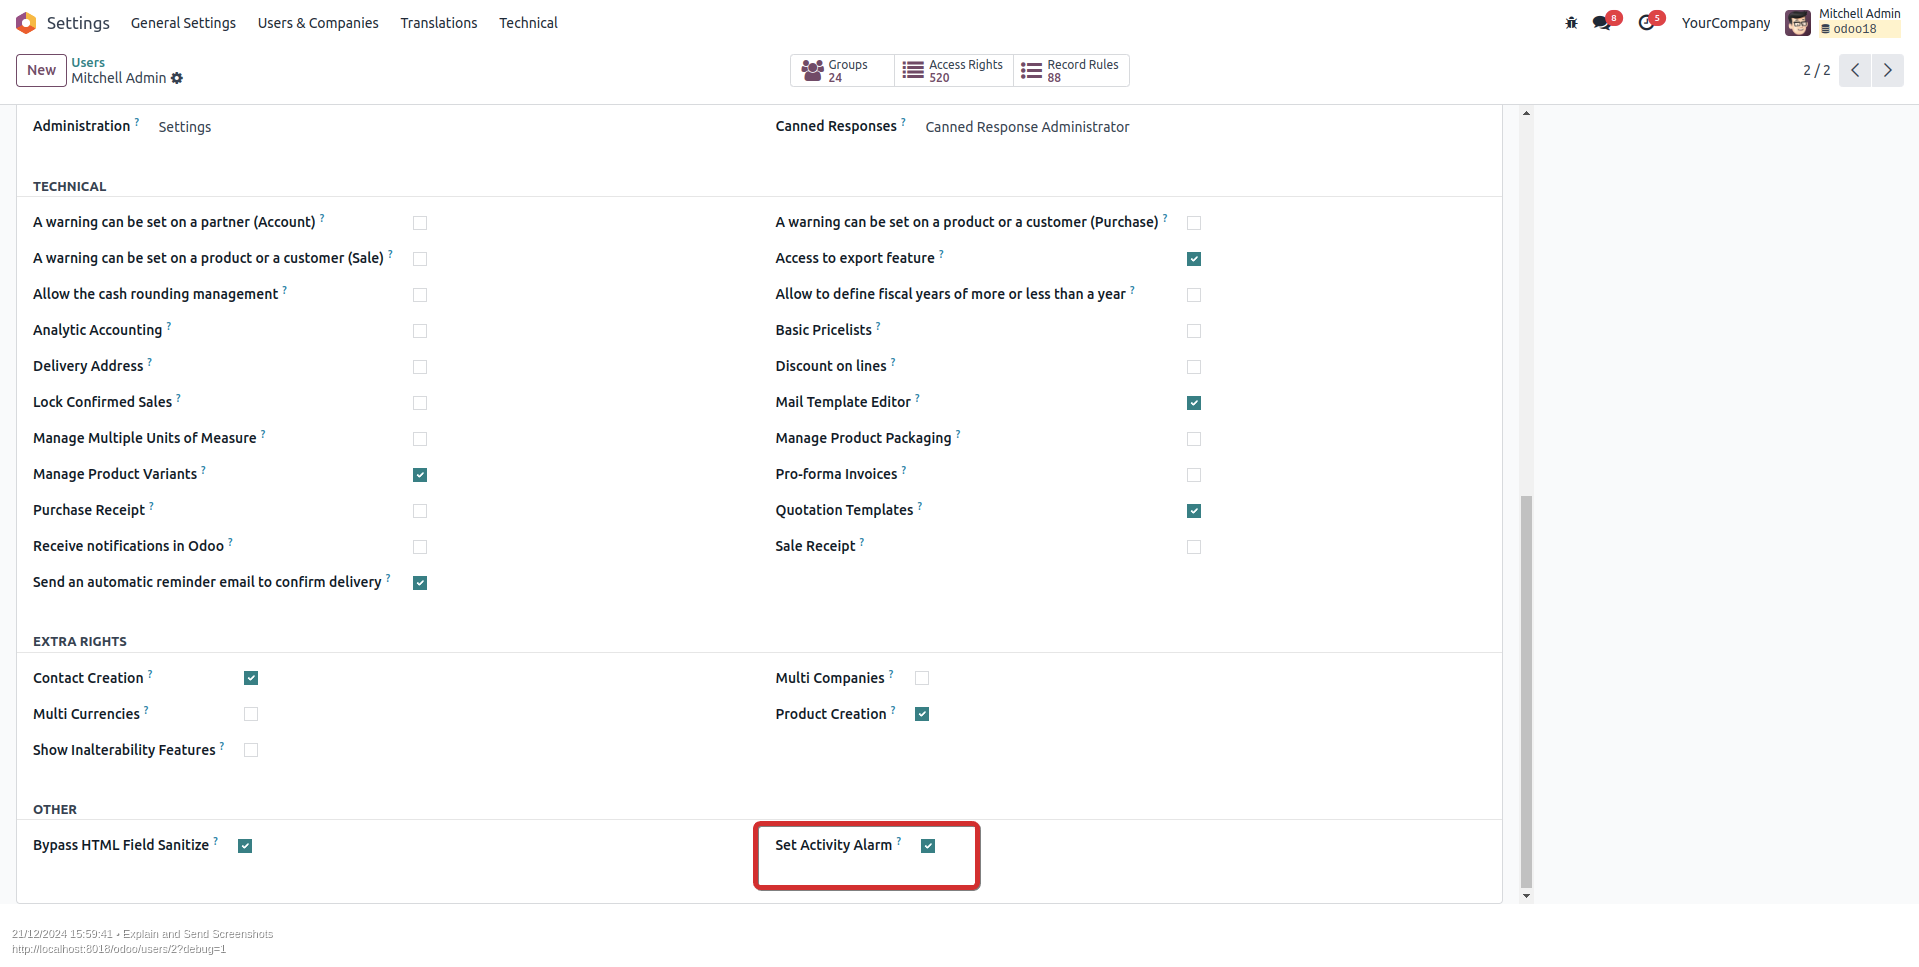 Settings General Settings Users & Companies Translations Technical 8 5 YourCompany Mitchell Admin
odoo18
New Users
Mitchell Admin
Groups
24
Access Rights
520
Record Rules
88
2 / 2
Administration ? Settings
Canned Responses ? Canned Response Administrator
TECHNICAL
A warning can be set on a partner (Account) ?
A warning can be set on a product or a customer (Purchase) ?
A warning can be set on a product or a customer (Sale) ?
Access to export feature ?
Allow the cash rounding management ?
Allow to define fiscal years of more or less than a year ?
Analytic Accounting ?
Basic Pricelists ?
Delivery Address ?
Discount on lines ?
Lock Confirmed Sales ?
Mail Template Editor ?
Manage Multiple Units of Measure ?
Manage Product Packaging ?
Manage Product Variants ?
Pro-forma Invoices ?
Purchase Receipt ?
Quotation Templates ?
Receive notifications in Odoo ?
Sale Receipt ?
Send an automatic reminder email to confirm delivery ?
EXTRA RIGHTS
Contact Creation ?
Multi Companies ?
Multi Currencies ?
Product Creation ?
Show Inalterability Features ?
OTHER
Bypass HTML Field Sanitize ?
Set Activity Alarm ?
21/12/2024 15:59:41 • Explain and Send Screenshots
http://localhost:8018/odoo/users/2?debug=1